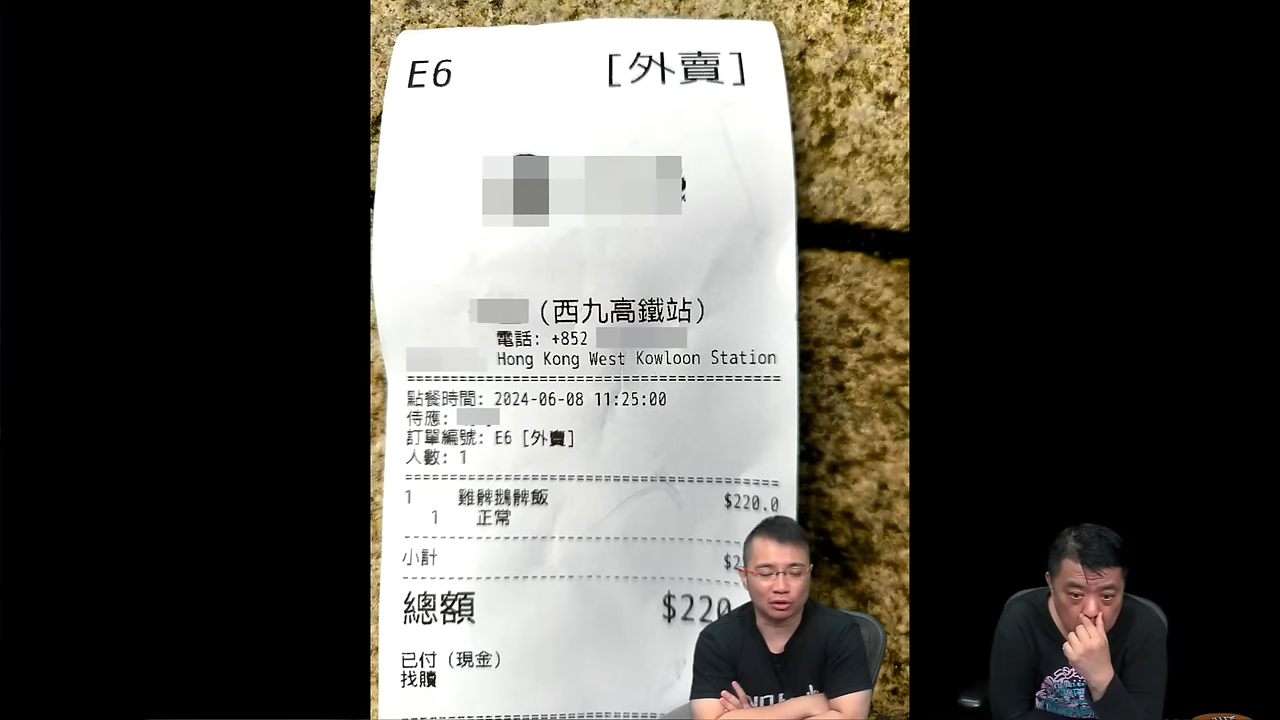 E6 [外賣]
(西九高鐵站)
電話: +852
Hong Kong West Kowloon Station
點餐時間: 2024-06-08 11:25:00
侍應:
訂單編號: E6 [外賣]
人數: 1
1 雞髀鵝髀飯 $220.0
1 正常
小計 $2
總額 $220
已付 (現金)
找贖